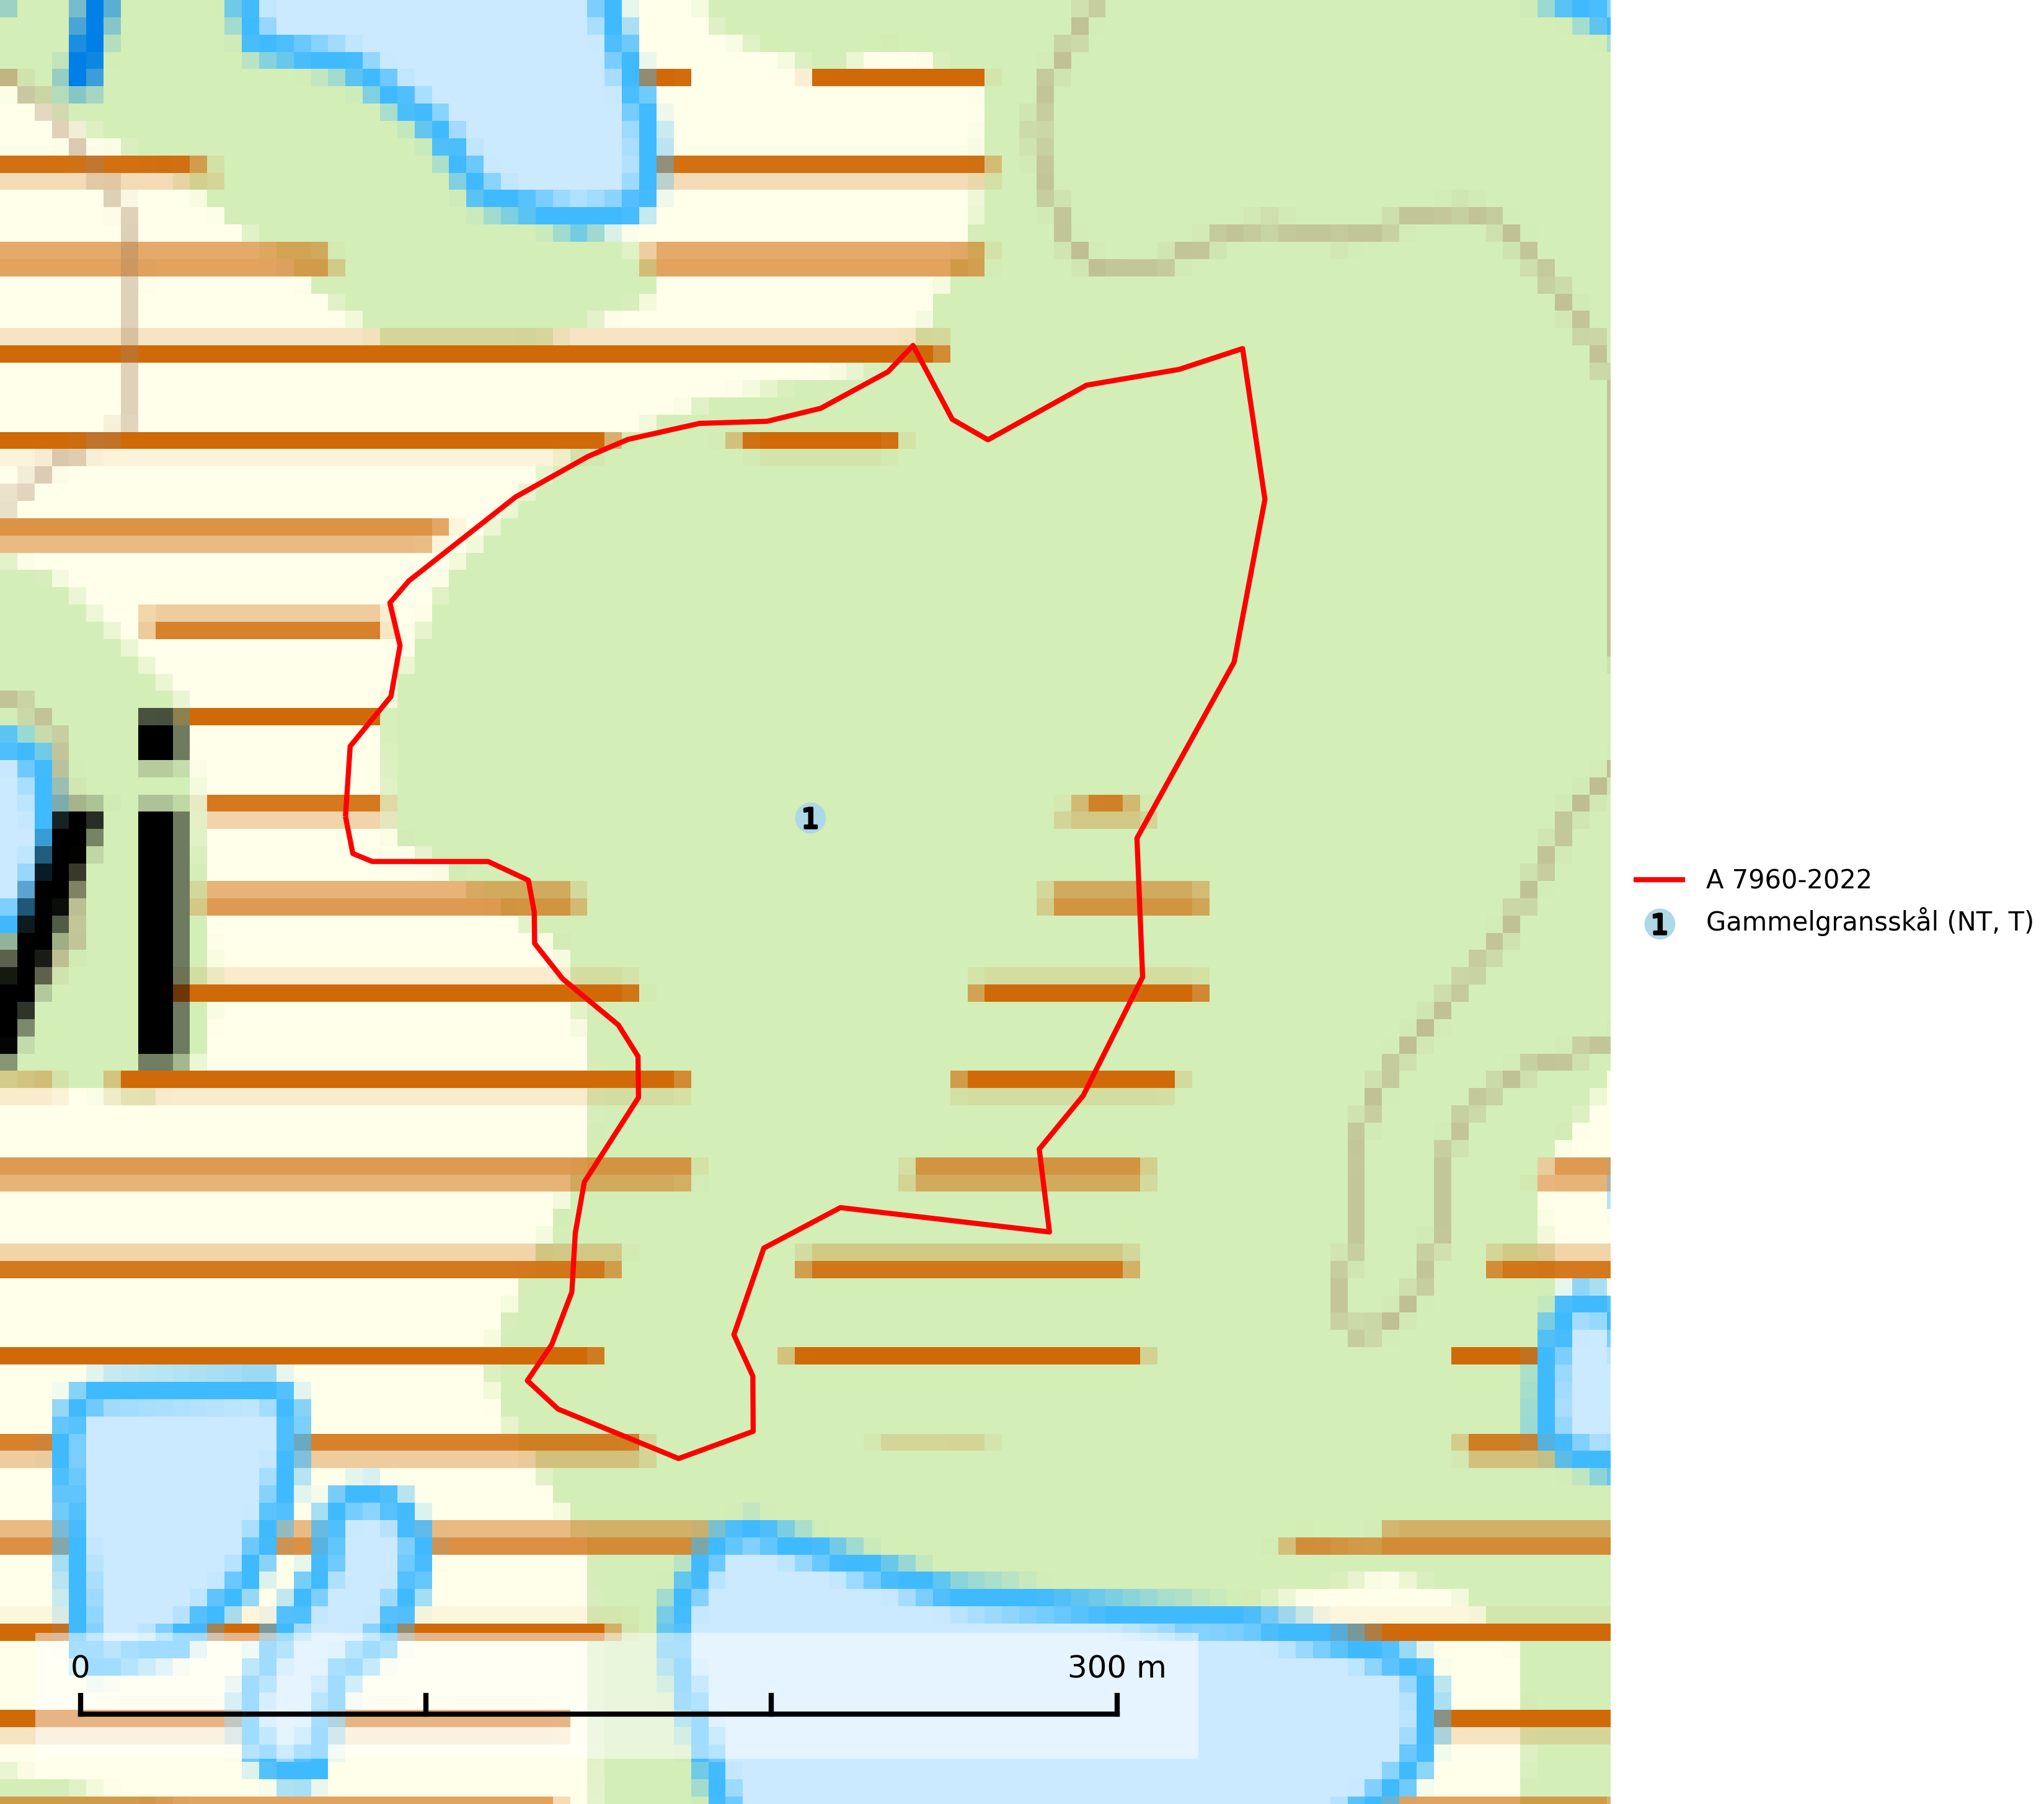 1
A 7960-2022
1 Gammelgransskål (NT, T)
0 300 m